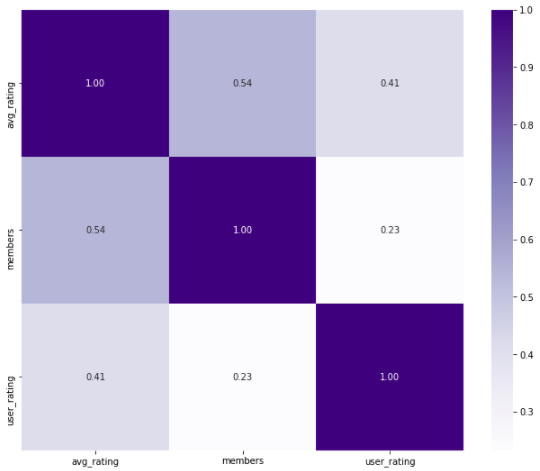 1.00 0.54 0.41
0.54 1.00 0.23
0.41 0.23 1.00
avg_rating
members
user_rating
avg_rating members user_rating
1.0
0.9
0.8
0.7
0.6
0.5
0.4
0.3